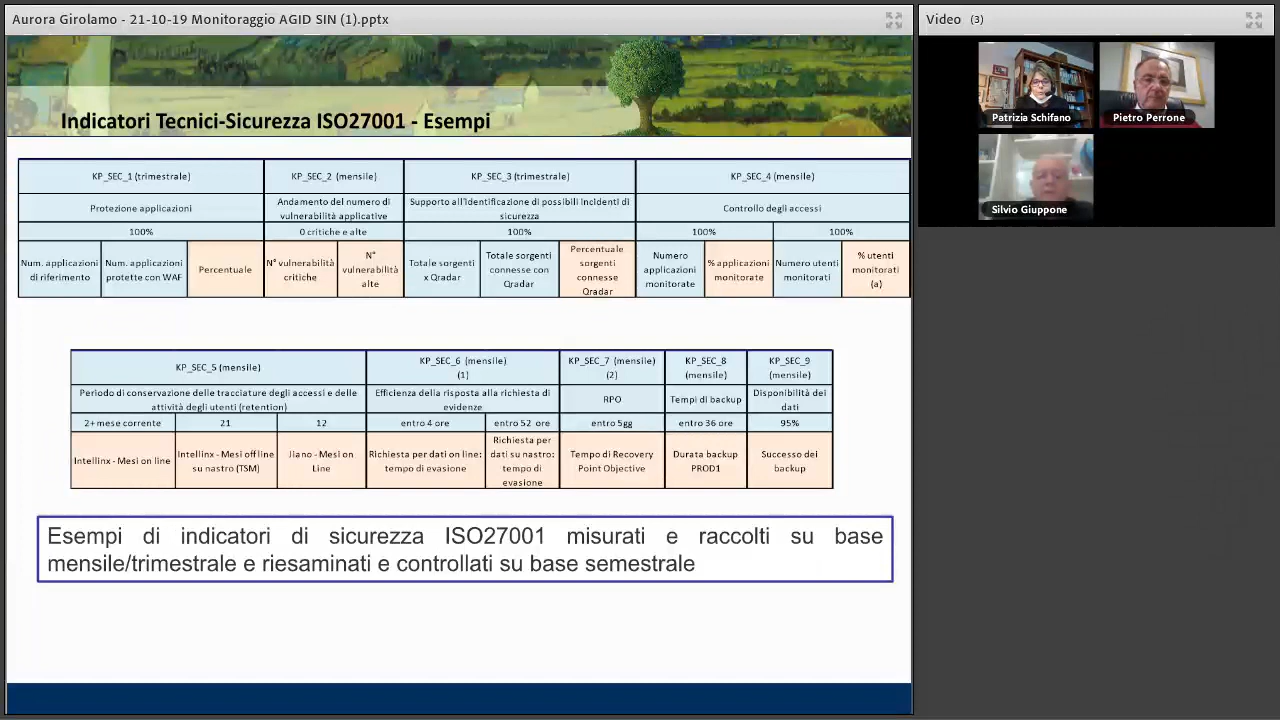 Aurora Girolamo - 21-10-19 Monitoraggio AGID SIN (1).pptx
Video (3)
Patrizia Schifano
Pietro Perrone
Silvio Giuppone
Indicatori Tecnici-Sicurezza ISO27001 - Esempi
KP_SEC_1 (trimestrale)
KP_SEC_2 (mensile)
KP_SEC_3 (trimestrale)
KP_SEC_4 (mensile)
Protezione applicazioni
Andamento del numero di
vulnerabilità applicative
Supporto all'identificazione di possibili incidenti di
sicurezza
Controllo degli accessi
100%
0 critiche e alte
100%
100%
100%
Num. applicazioni
di riferimento
Num. applicazioni
protette con WAF
Percentuale
N° vulnerabilità
critiche
N°
vulnerabilità
alte
Totale sorgenti
x Qradar
Totale sorgenti
connesse con
Qradar
Percentuale
sorgenti
connesse
Qradar
Numero
applicazioni
monitorate
% applicazioni
monitorate
Numero utenti
monitorati
% utenti
monitorati
(a)
KP_SEC_5 (mensile)
KP_SEC_6 (mensile)
(1)
KP_SEC_7 (mensile)
(2)
KP_SEC_8
(mensile)
KP_SEC_9
(mensile)
Periodo di conservazione delle tracciature degli accessi e delle
attività degli utenti (retention)
Efficienza della risposta alla richiesta di
evidenze
RPO
Tempi di backup
Disponibilità dei
dati
2+mese corrente
21
12
entro 4 ore
entro 52 ore
entro 5gg
entro 36 ore
95%
Intellinx - Mesi on line
Intellinx - Mesi off line
su nastro (TSM)
Jiano - Mesi on
Line
Richiesta per dati on line:
tempo di evasione
Richiesta per
dati su nastro:
tempo di
evasione
Tempo di Recovery
Point Objective
Durata backup
PROD1
Successo dei
backup
Esempi di indicatori di sicurezza ISO27001 misurati e raccolti su base
mensile/trimestrale e riesaminati e controllati su base semestrale